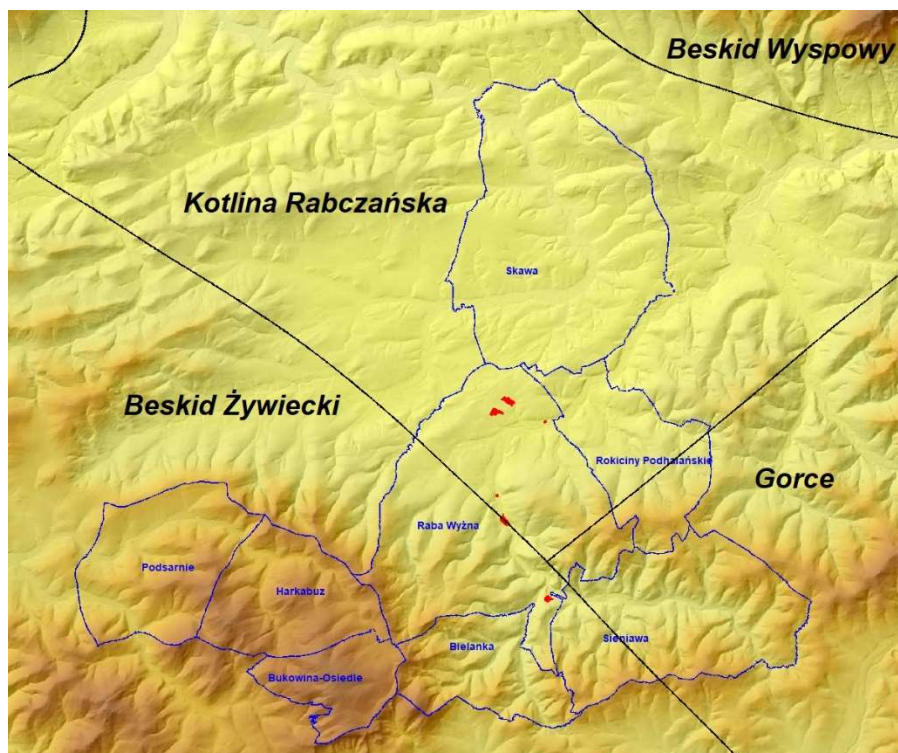 Beskid Wyspowy
Kotlina Rabczańska
Skawa
Beskid Żywiecki
Rokiciny Podhalańskie
Gorce
Raba Wyżna
Podsarnie
Harkabuz
Sieniawa
Bielanka
Bukowina-Osiedle